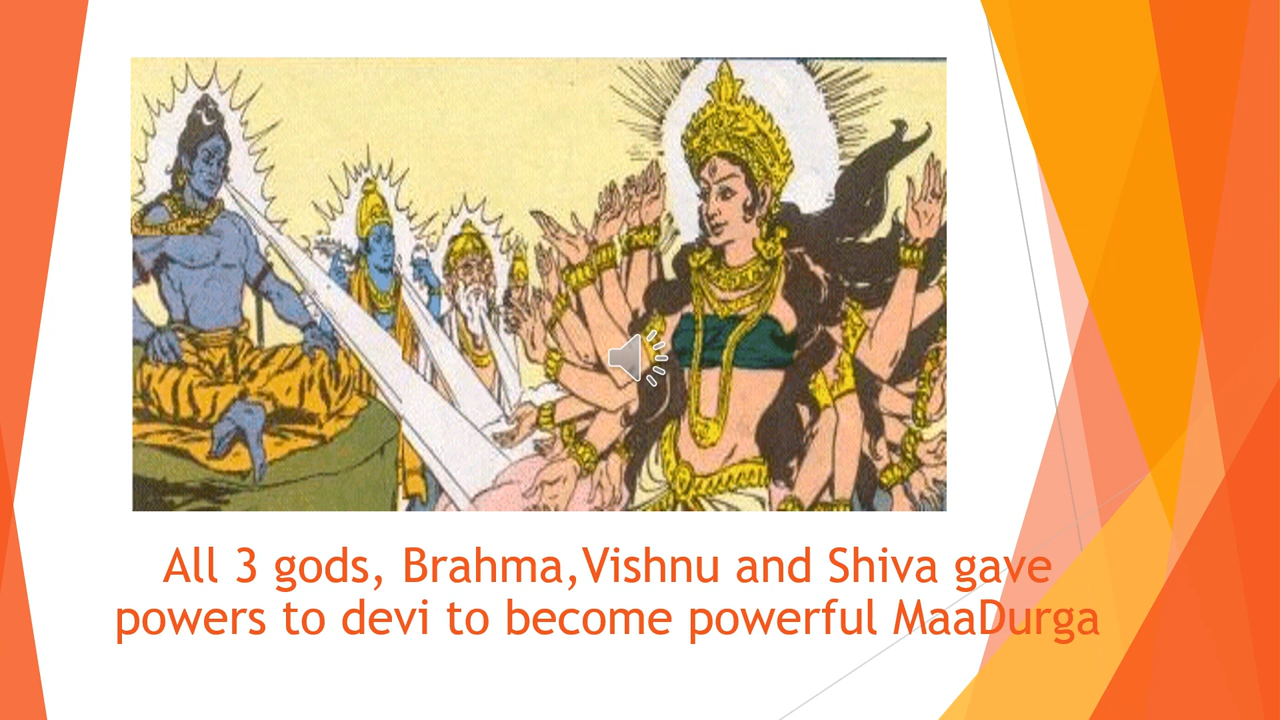 All 3 gods, Brahma,Vishnu and Shiva gave
powers to devi to become powerful MaaDurga